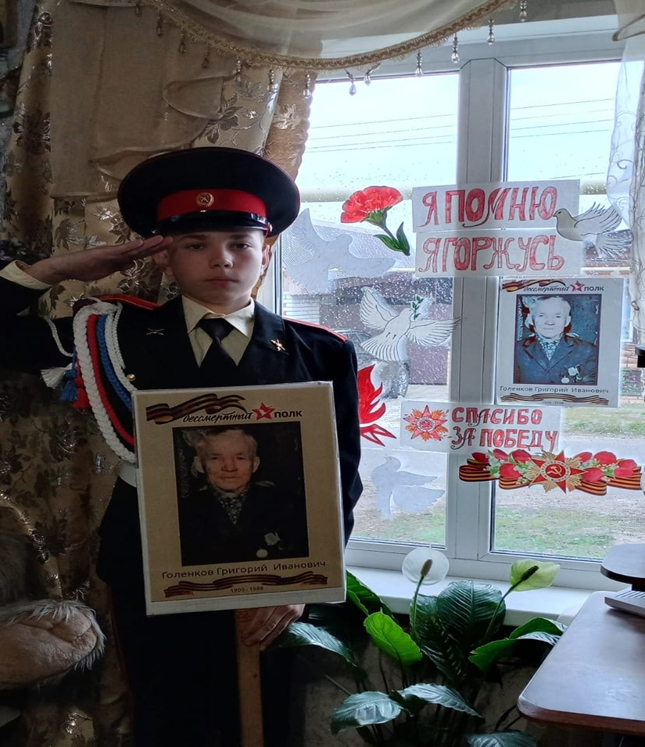 Я ПОМНЮ
Я ГОРЖУСЬ
бессмертный ПОЛК
Голенков Григорий Иванович
СПАСИБО
ЗА ПОБЕДУ
бессмертный ПОЛК
Голенков Григорий Иванович